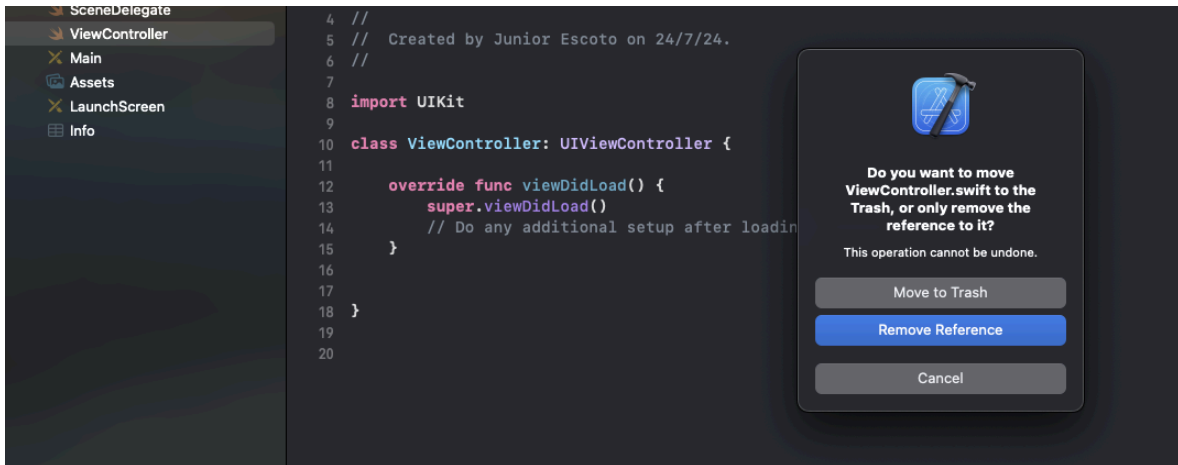 SceneDelegate
ViewController
Main
Assets
LaunchScreen
Info
4 //
5 // Created by Junior Escoto on 24/7/24.
6 //
7
8 import UIKit
9
10 class ViewController: UIViewController {
11
12 override func viewDidLoad() {
13 super.viewDidLoad()
14 // Do any additional setup after loadin
15 }
16
17
18 }
19
20
Do you want to move
ViewController.swift to the
Trash, or only remove the
reference to it?
This operation cannot be undone.
Move to Trash
Remove Reference
Cancel